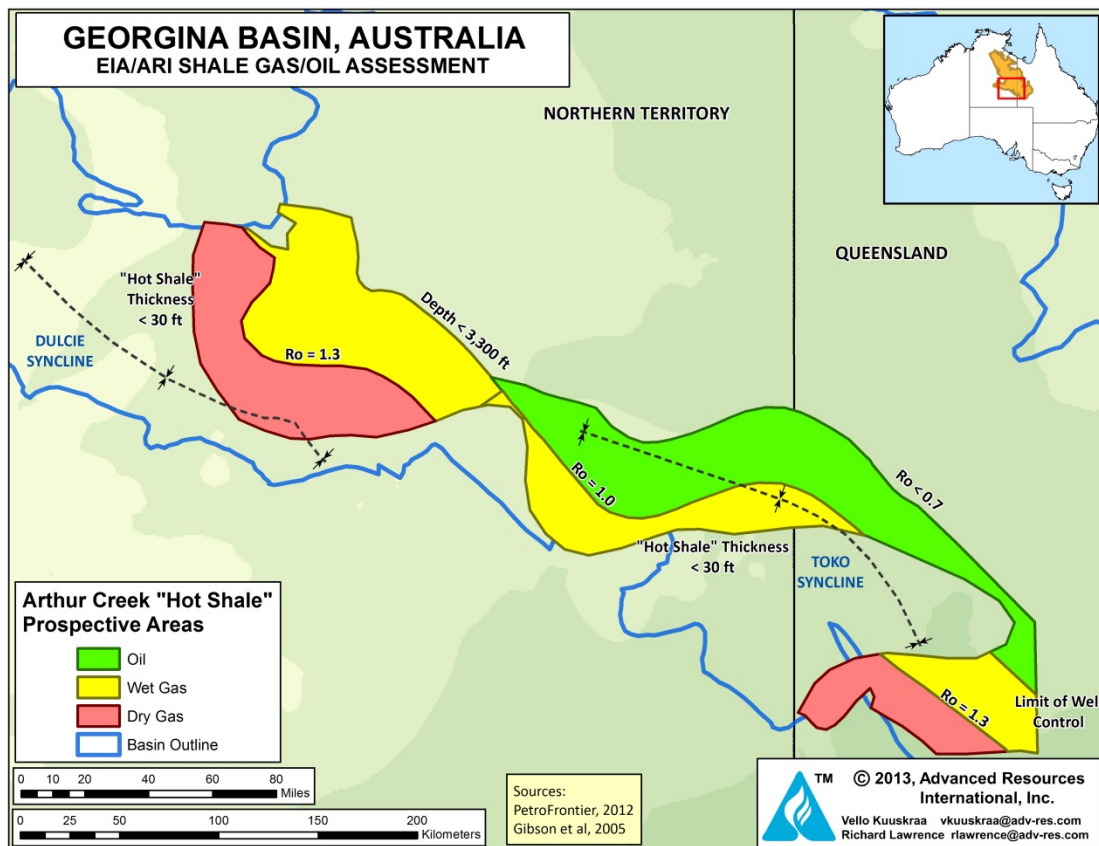 GEORGINA BASIN, AUSTRALIA
EIA/ARI SHALE GAS/OIL ASSESSMENT
NORTHERN TERRITORY
QUEENSLAND
"Hot Shale"
Thickness
< 30 ft
DULCIE
SYNCLINE
Ro = 1.3
Depth < 3,300 ft
Ro = 1.0
Ro < 0.7
"Hot Shale" Thickness
< 30 ft
TOKO
SYNCLINE
Ro = 1.3
Limit of Well
Control
Arthur Creek "Hot Shale"
Prospective Areas
Oil
Wet Gas
Dry Gas
Basin Outline
0 10 20 40 60 80
Miles
0 25 50 100 150 200
Kilometers
Sources:
PetroFrontier, 2012
Gibson et al, 2005
TM
© 2013, Advanced Resources
International, Inc.
Vello Kuuskraa vkuuskraa@adv-res.com
Richard Lawrence rlawrence@adv-res.com